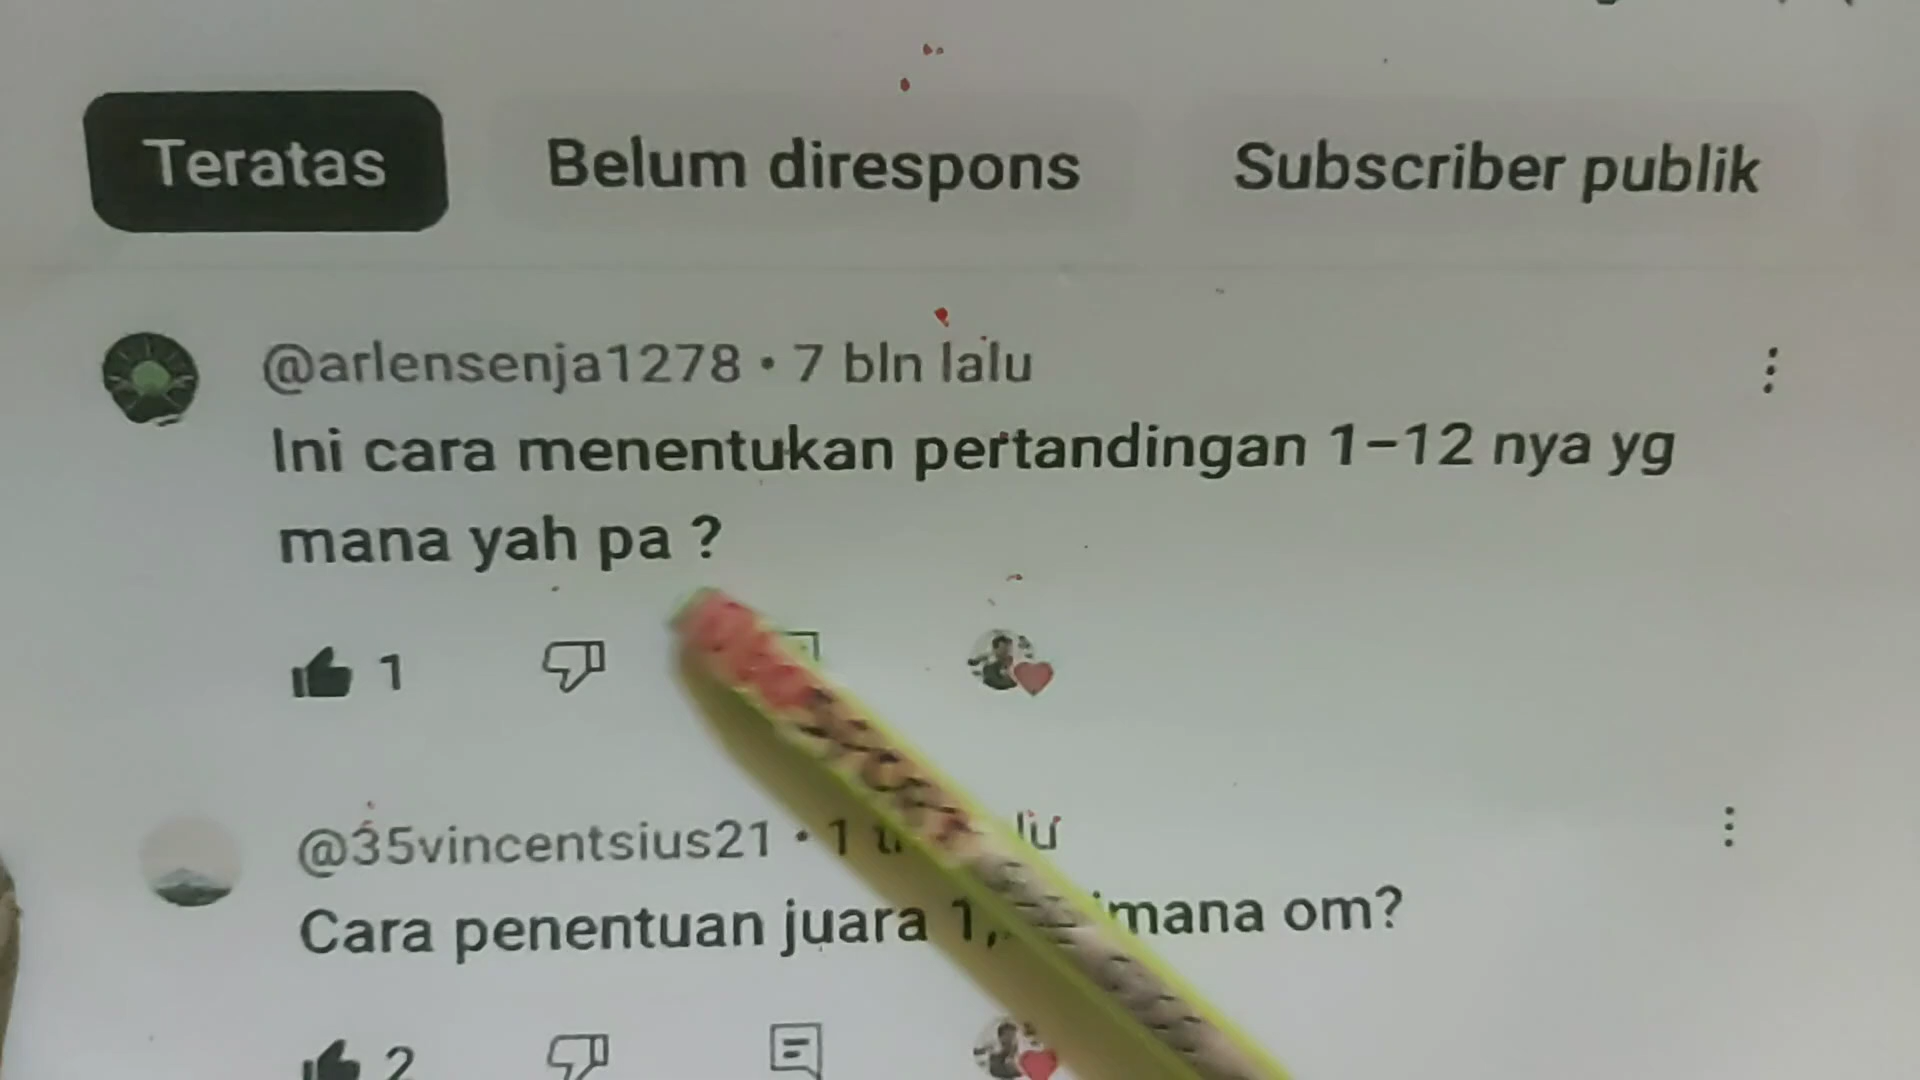 Teratas Belum direspons Subscriber publik
@arlensenja1278 • 7 bln lalu
Ini cara menentukan pertandingan 1-12 nya yg
mana yah pa ?
1
@35vincentsius21 • 1
Cara penentuan juara 1, om?
2